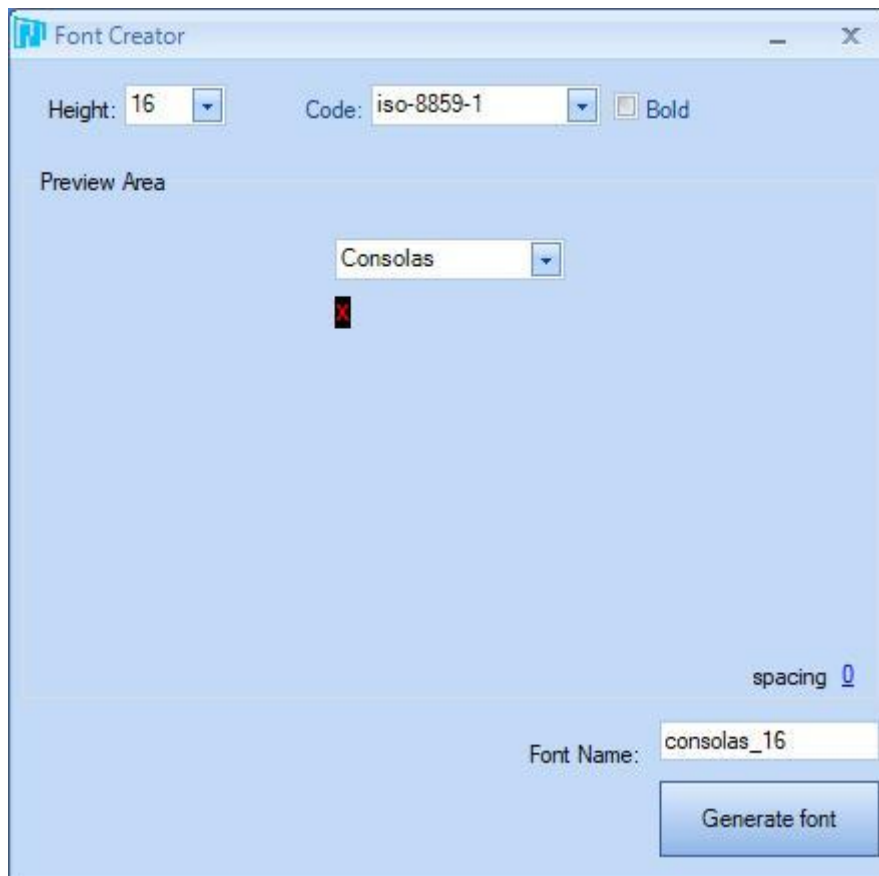 Font Creator
Height: 16 Code: iso-8859-1 Bold
Preview Area
Consolas
x
spacing 0
Font Name: consolas_16
Generate font